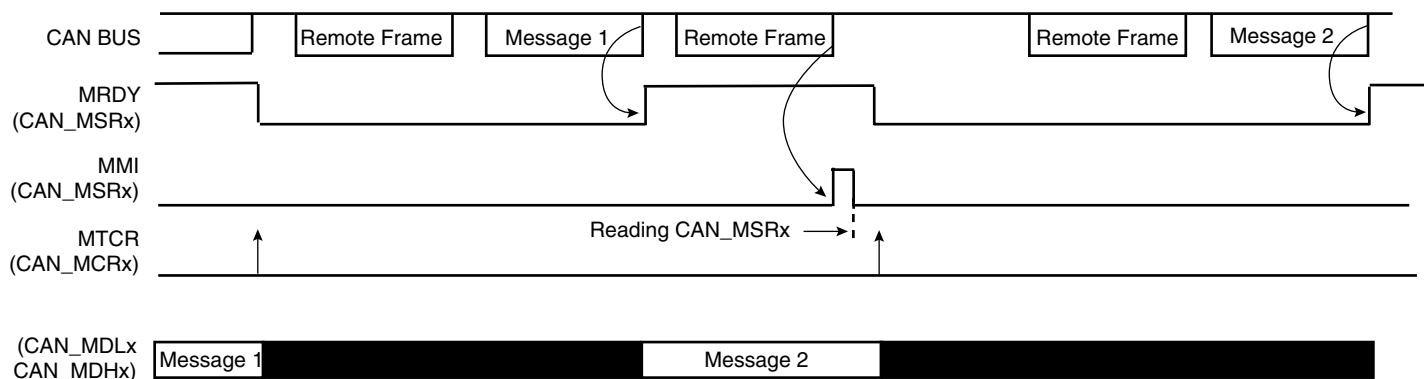 CAN BUS
Remote Frame
Message 1
Remote Frame
Remote Frame
Message 2
MRDY
(CAN_MSRx)
MMI
(CAN_MSRx)
Reading CAN_MSRx
MTCR
(CAN_MCRx)
(CAN_MDLx
CAN_MDHx)
Message 1
Message 2